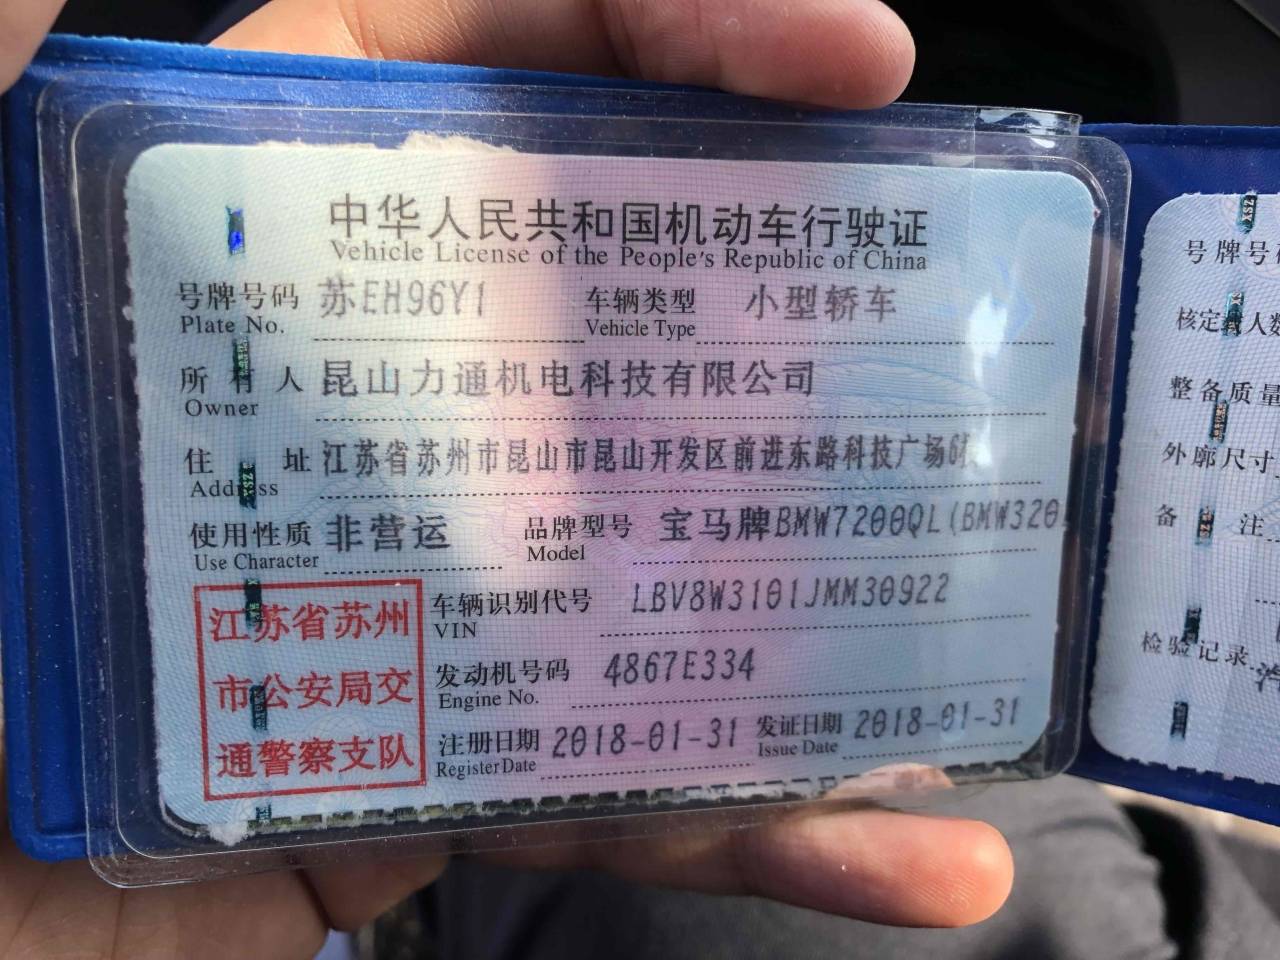 中华人民共和国机动车行驶证
Vehicle License of the People's Republic of China
号牌号码 苏EH96Y1 车辆类型 小型轿车
Plate No. Vehicle Type
所有人 昆山力通机电科技有限公司
Owner
住址 江苏省苏州市昆山市昆山开发区前进东路科技广场6
Address
使用性质 非营运 品牌型号 宝马牌BMW7200QL(BMW320
Use Character Model
江苏省苏州
市公安局交
通警察支队
车辆识别代号 LBV8W3101JMM30922
VIN
发动机号码 4867E334
Engine No.
注册日期 2018-01-31 发证日期 2018-01-31
Register Date Issue Date
号牌号
核定载人数
整备质量
外廓尺寸
备注
检验记录